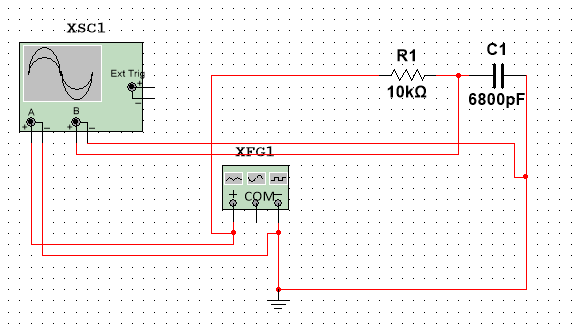 XSC1
Ext Trig
+
−
A
B
+ − + −
R1
10kΩ
C1
6800pF
XFG1
+ COM −